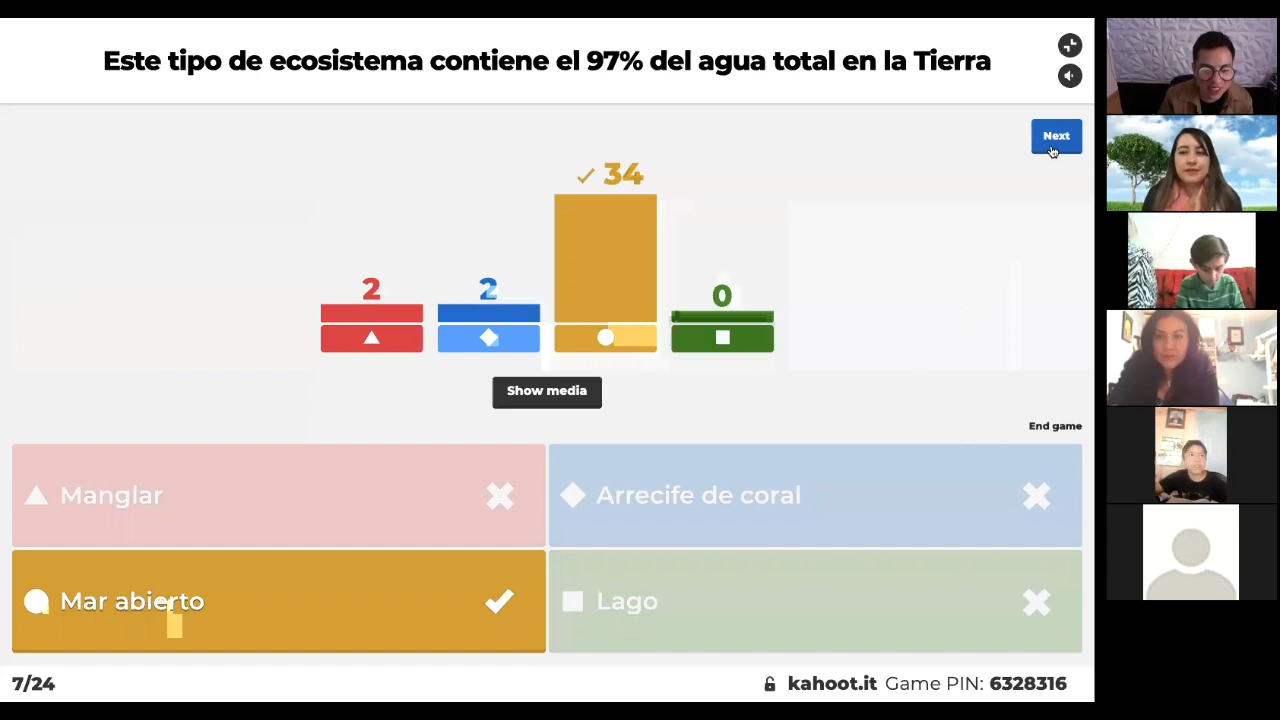 Este tipo de ecosistema contiene el 97% del agua total en la Tierra
Next
34
2
2
0
Show media
End game
Manglar
Arrecife de coral
Mar abierto
Lago
7/24
kahoot.it Game PIN: 6328316